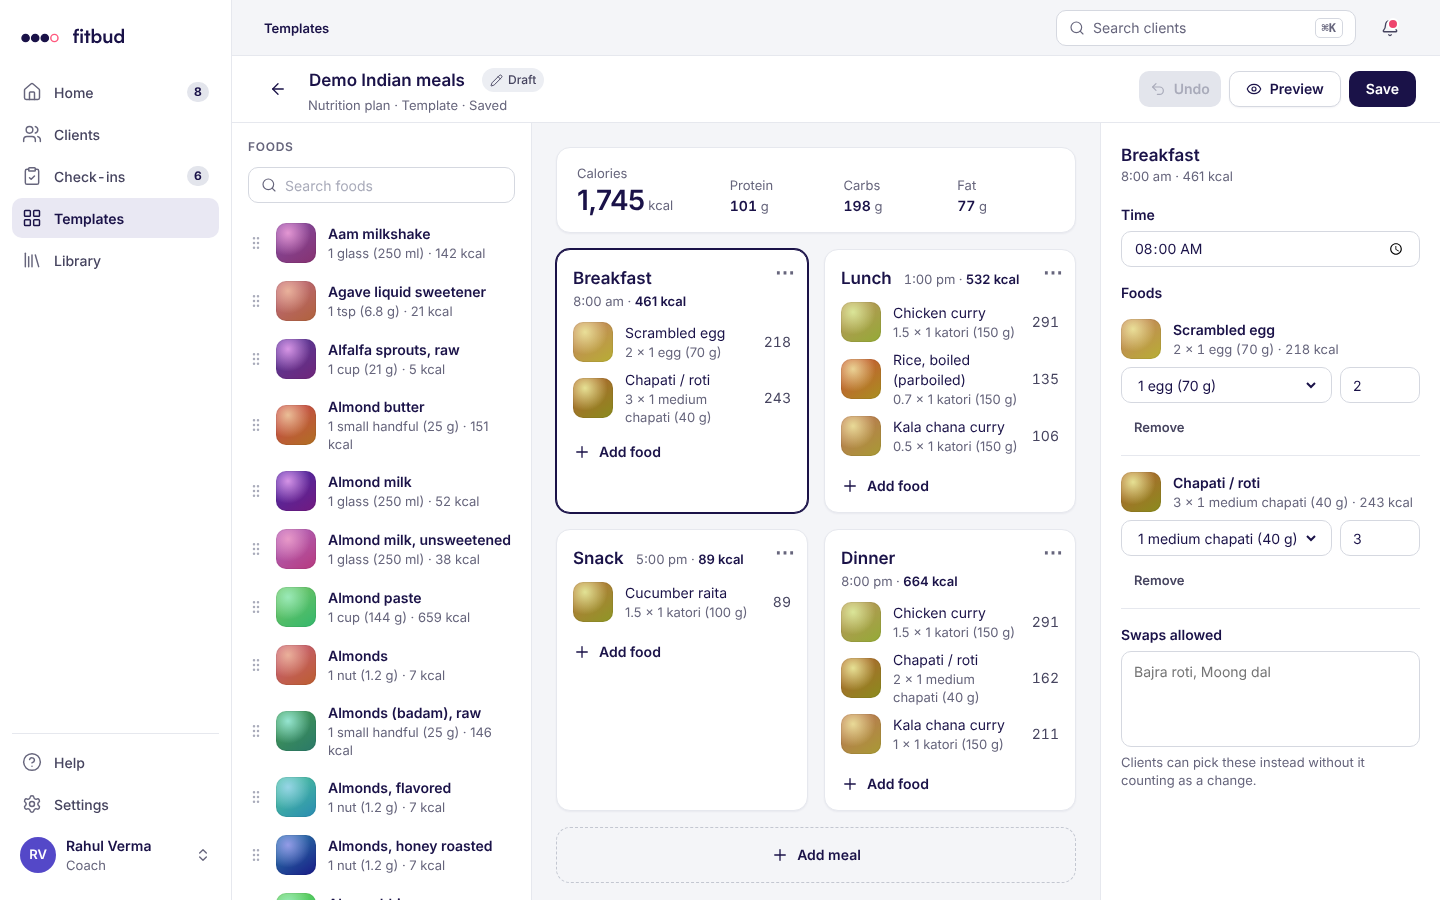 fitbud
Home 8
Clients
Check-ins 6
Templates
Library
Help
Settings
RV Rahul Verma
Coach
Templates
Search clients ⌘K
Demo Indian meals Draft
Nutrition plan · Template · Saved
Undo Preview Save
FOODS
Search foods
Aam milkshake
1 glass (250 ml) · 142 kcal
Agave liquid sweetener
1 tsp (6.8 g) · 21 kcal
Alfalfa sprouts, raw
1 cup (21 g) · 5 kcal
Almond butter
1 small handful (25 g) · 151
kcal
Almond milk
1 glass (250 ml) · 52 kcal
Almond milk, unsweetened
1 glass (250 ml) · 38 kcal
Almond paste
1 cup (144 g) · 659 kcal
Almonds
1 nut (1.2 g) · 7 kcal
Almonds (badam), raw
1 small handful (25 g) · 146
kcal
Almonds, flavored
1 nut (1.2 g) · 7 kcal
Almonds, honey roasted
1 nut (1.2 g) · 7 kcal
Calories
1,745 kcal
Protein
101 g
Carbs
198 g
Fat
77 g
Breakfast
8:00 am · 461 kcal
Scrambled egg
2 × 1 egg (70 g)
218
Chapati / roti
3 × 1 medium
chapati (40 g)
243
Add food
Lunch 1:00 pm · 532 kcal
Chicken curry
1.5 × 1 katori (150 g)
291
Rice, boiled
(parboiled)
0.7 × 1 katori (150 g)
135
Kala chana curry
0.5 × 1 katori (150 g)
106
Add food
Snack 5:00 pm · 89 kcal
Cucumber raita
1.5 × 1 katori (100 g)
89
Add food
Dinner
8:00 pm · 664 kcal
Chicken curry
1.5 × 1 katori (150 g)
291
Chapati / roti
2 × 1 medium
chapati (40 g)
162
Kala chana curry
1 × 1 katori (150 g)
211
Add food
Add meal
Breakfast
8:00 am · 461 kcal
Time
08:00 AM
Foods
Scrambled egg
2 × 1 egg (70 g) · 218 kcal
1 egg (70 g) 2
Remove
Chapati / roti
3 × 1 medium chapati (40 g) · 243 kcal
1 medium chapati (40 g) 3
Remove
Swaps allowed
Bajra roti, Moong dal
Clients can pick these instead without it
counting as a change.